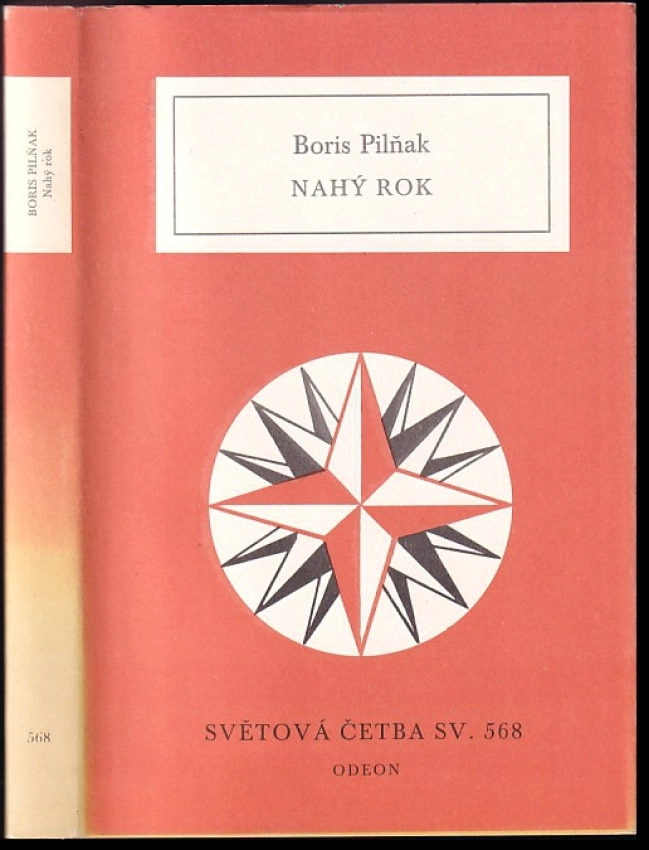 BORIS PILŇAK
Nahý rok
568
Boris Pilňak
NAHÝ ROK
SVĚTOVÁ ČETBA SV. 568
ODEON